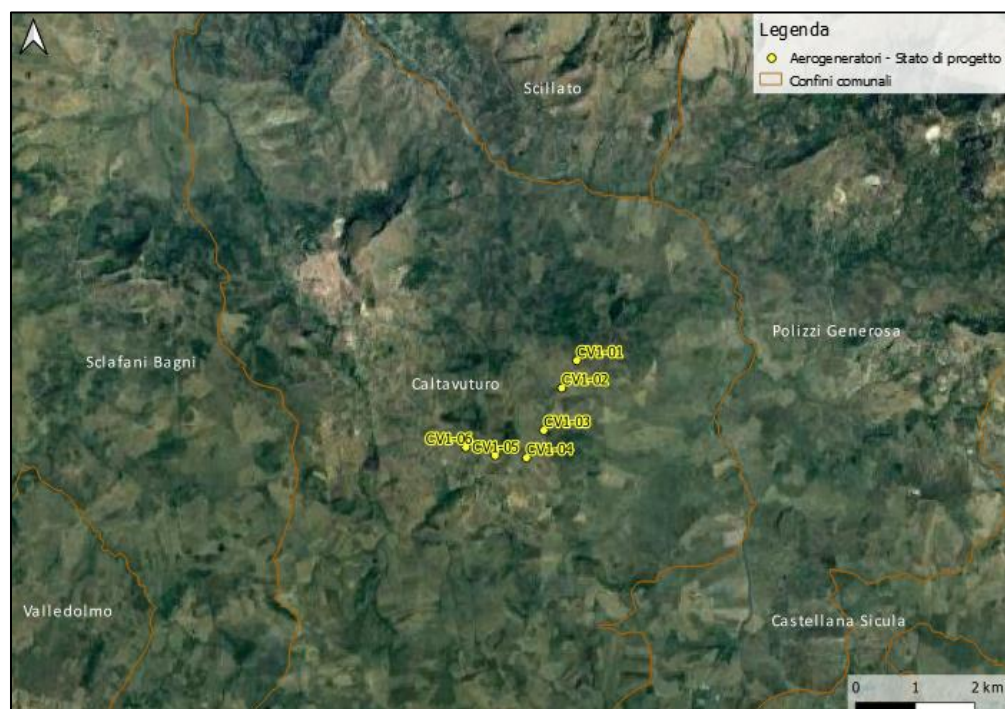 Legenda
Aerogeneratori - Stato di progetto
Confini comunali
Scillato
Polizzi Generosa
CV1-01
Sclafani Bagni
CV1-02
Caltavuturo
CV1-03
CV1-06
CV1-05
CV1-04
Valledolmo
Castellana Sicula
0 1 2 km